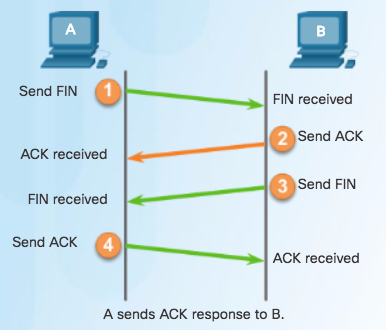 A
B
Send FIN 1
FIN received
2 Send ACK
ACK received
3 Send FIN
FIN received
Send ACK 4
ACK received
A sends ACK response to B.